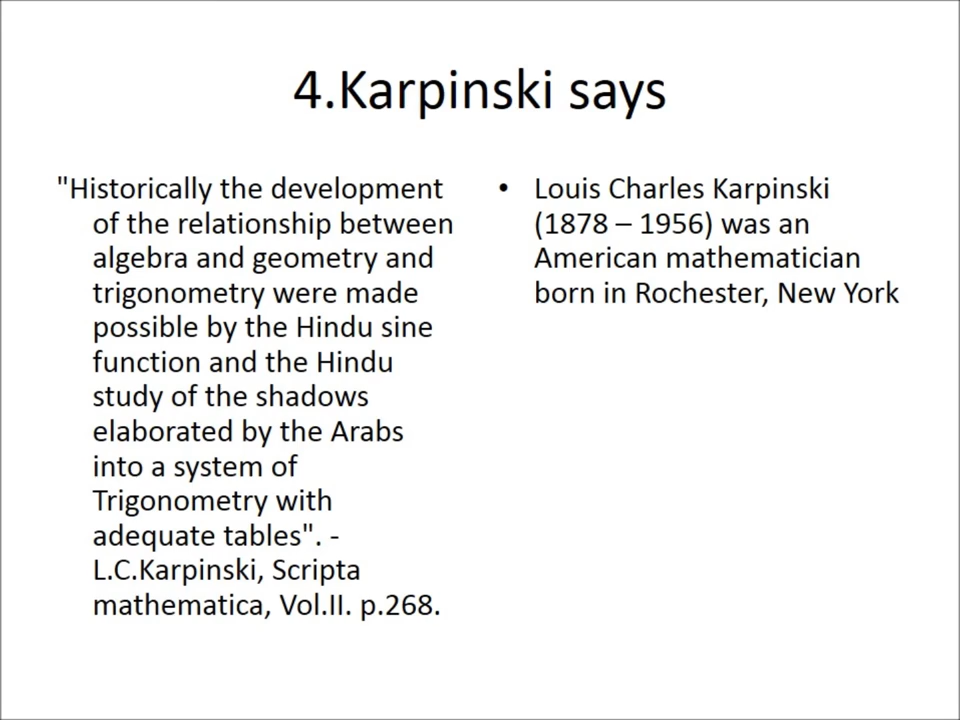 4.Karpinski says
"Historically the development
of the relationship between
algebra and geometry and
trigonometry were made
possible by the Hindu sine
function and the Hindu
study of the shadows
elaborated by the Arabs
into a system of
Trigonometry with
adequate tables". -
L.C.Karpinski, Scripta
mathematica, Vol.II. p.268.
• Louis Charles Karpinski
(1878 – 1956) was an
American mathematician
born in Rochester, New York